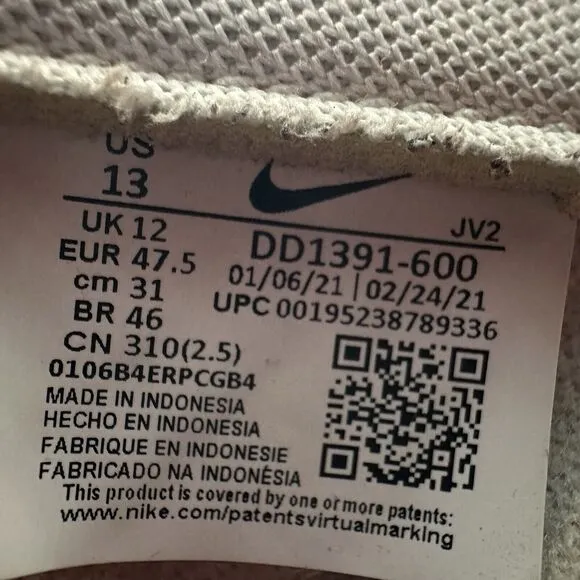 US
13
JV2
UK 12
DD1391-600
EUR 47.5
01/06/21 | 02/24/21
cm 31
UPC 00195238789336
BR 46
CN 310(2.5)
0106B4ERPCGB4
MADE IN INDONESIA
HECHO EN INDONESIA
FABRIQUE EN INDONESIE
FABRICADO NA INDONÉSIA
This product is covered by one or more patents:
www.nike.com/patentsvirtualmarking